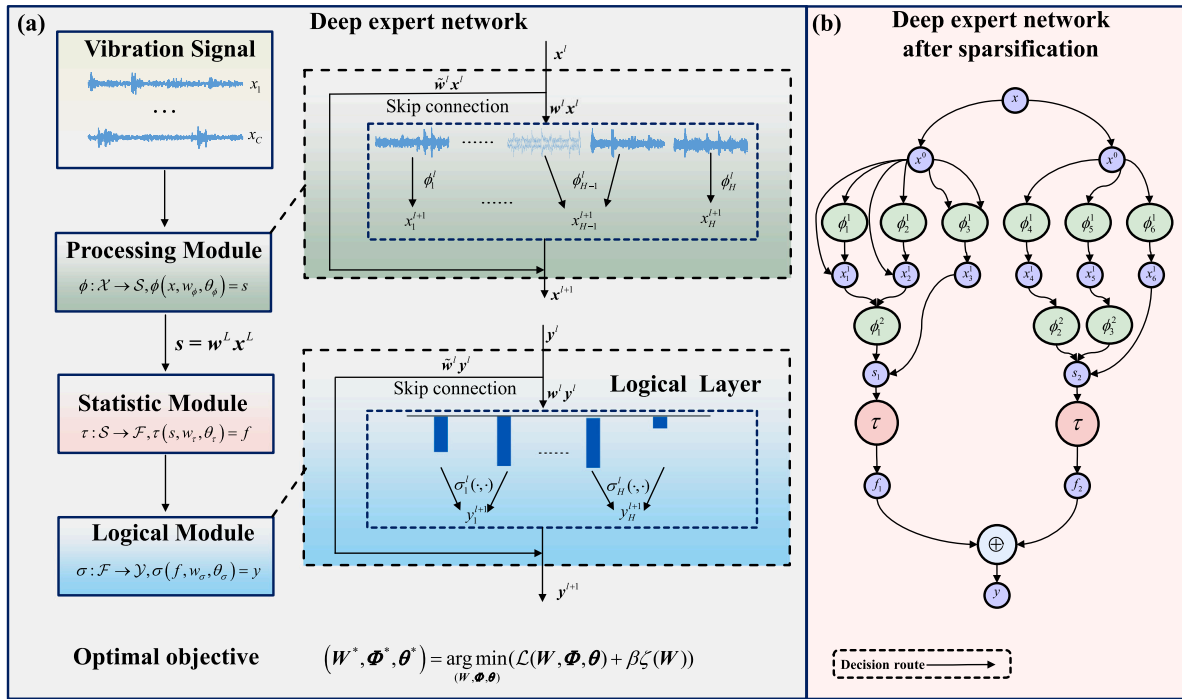 (a)
Deep expert network
Vibration Signal
x₁
...
x_C
Processing Module
ϕ : 𝒳 → 𝒮, ϕ(x, w_ϕ, θ_ϕ) = s
s = w^L x^L
Statistic Module
τ : 𝒮 → ℱ, τ(s, w_τ, θ_τ) = f
Logical Module
σ : ℱ → 𝒴, σ(f, w_σ, θ_σ) = y
x^l
w̃^l x^l
Skip connection
w^l x^l
......
ϕ_1^l
ϕ_{H−1}^l
ϕ_H^l
x_1^{l+1}
......
x_{H−1}^{l+1}
x_H^{l+1}
x^{l+1}
y^l
w̃^l y^l
Skip connection
w^l y^l
Logical Layer
......
σ_1^l(·,·)
σ_H^l(·,·)
y_1^{l+1}
y_H^{l+1}
y^{l+1}
Optimal objective
(W^*, Φ^*, θ^*) = arg min (ℒ(W, Φ, θ) + βζ(W))
(W,Φ,θ)
(b)
Deep expert network
after sparsification
x
x^0 x^0
ϕ_1^1 ϕ_2^1 ϕ_3^1 ϕ_4^1 ϕ_5^1 ϕ_6^1
x_1^1 x_2^1 x_3^1 x_4^1 x_5^1 x_6^1
ϕ_1^2 ϕ_2^2 ϕ_3^2
s_1 s_2
τ τ
f_1 f_2
⊕
y
Decision route